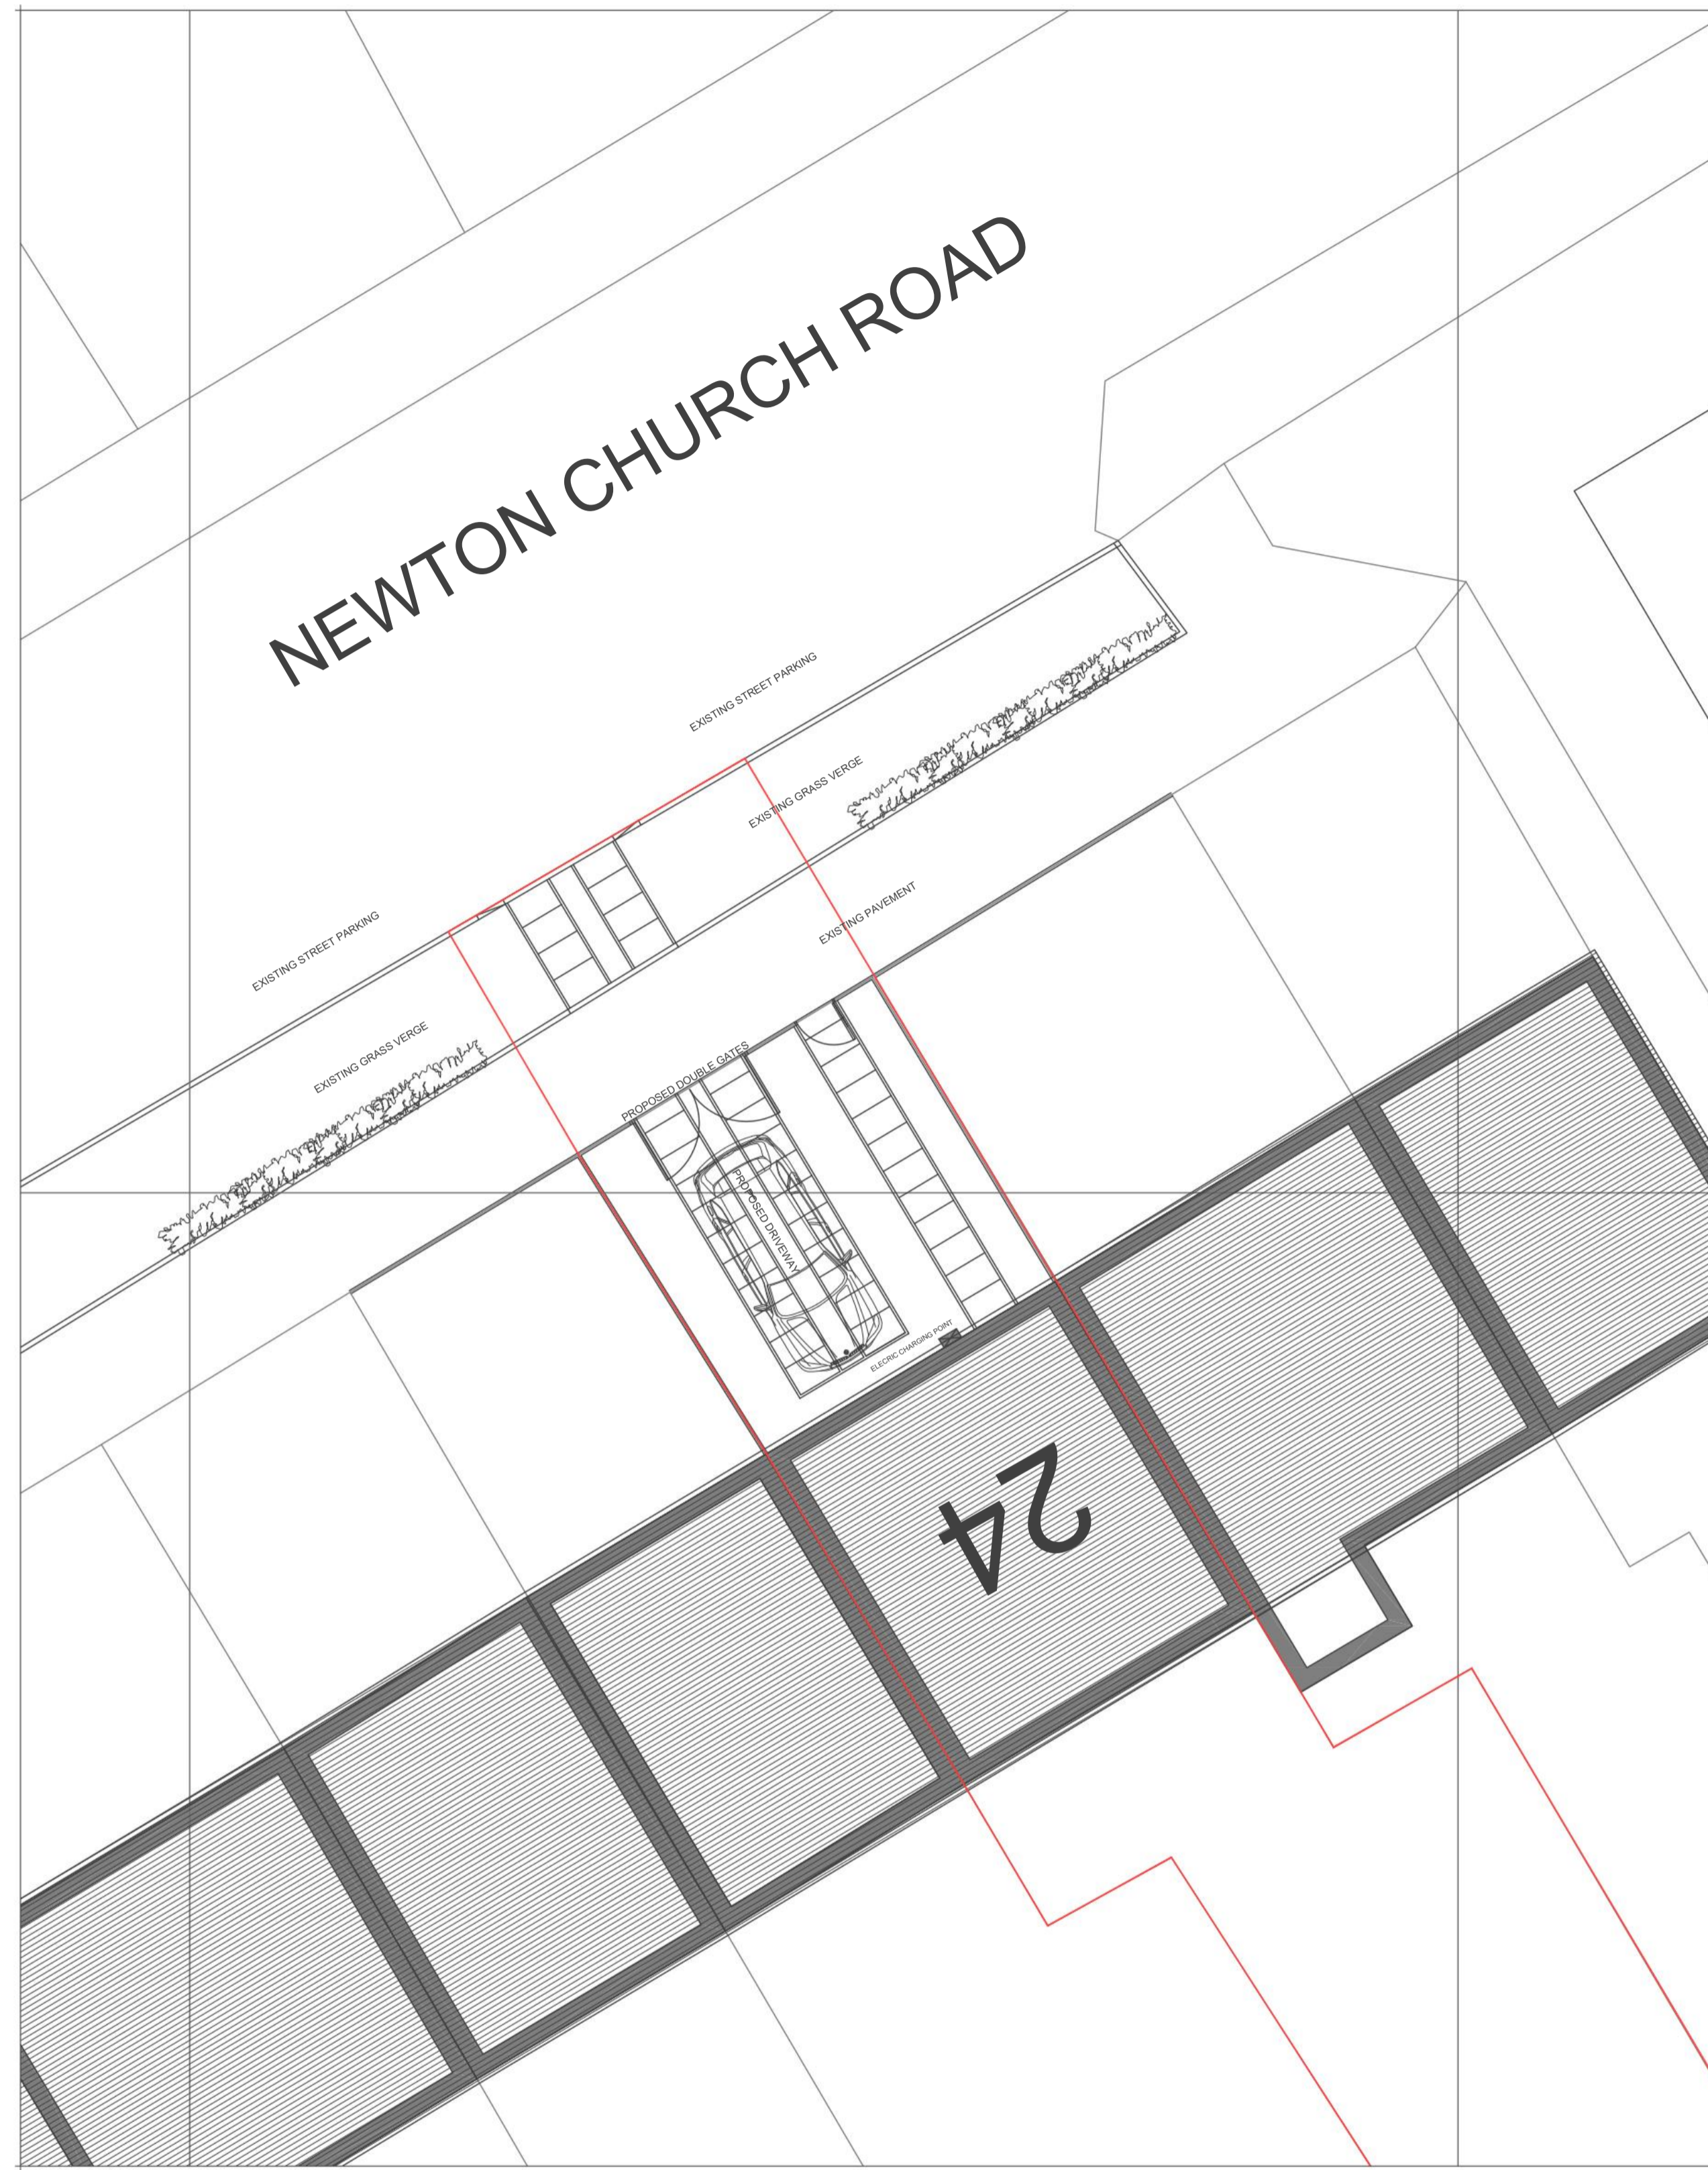 NEWTON CHURCH ROAD
EXISTING STREET PARKING
EXISTING GRASS VERGE
EXISTING PAVEMENT
EXISTING STREET PARKING
EXISTING GRASS VERGE
PROPOSED DOUBLE GATES
PROPOSED DRIVEWAY
ELECRIC CHARGING POINT
24